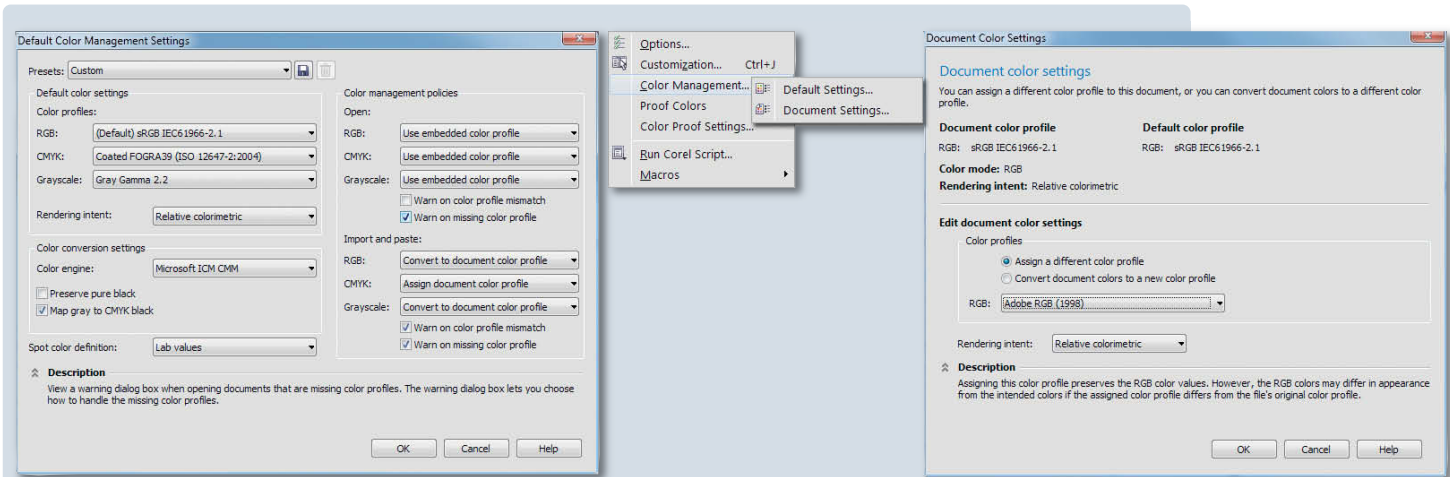 Default Color Management Settings
Presets: Custom
Default color settings
Color profiles:
RGB: (Default) sRGB IEC61966-2.1
CMYK: Coated FOGRA39 (ISO 12647-2:2004)
Grayscale: Gray Gamma 2.2
Rendering intent: Relative colorimetric
Color conversion settings
Color engine: Microsoft ICM CMM
Preserve pure black
Map gray to CMYK black
Spot color definition: Lab values
Color management policies
Open:
RGB: Use embedded color profile
CMYK: Use embedded color profile
Grayscale: Use embedded color profile
Warn on color profile mismatch
Warn on missing color profile
Import and paste:
RGB: Convert to document color profile
CMYK: Assign document color profile
Grayscale: Convert to document color profile
Warn on color profile mismatch
Warn on missing color profile
Description
View a warning dialog box when opening documents that are missing color profiles. The warning dialog box lets you choose
how to handle the missing color profiles.
OK Cancel Help
Options...
Customization... Ctrl+J
Color Management...
Proof Colors
Color Proof Settings...
Run Corel Script...
Macros
Default Settings...
Document Settings...
Document Color Settings
Document color settings
You can assign a different color profile to this document, or you can convert document colors to a different color
profile.
Document color profile Default color profile
RGB: sRGB IEC61966-2.1 RGB: sRGB IEC61966-2.1
Color mode: RGB
Rendering intent: Relative colorimetric
Edit document color settings
Color profiles
Assign a different color profile
Convert document colors to a new color profile
RGB: Adobe RGB (1998)
Rendering intent: Relative colorimetric
Description
Assigning this color profile preserves the RGB color values. However, the RGB colors may differ in appearance
from the intended colors if the assigned color profile differs from the file's original color profile.
OK Cancel Help